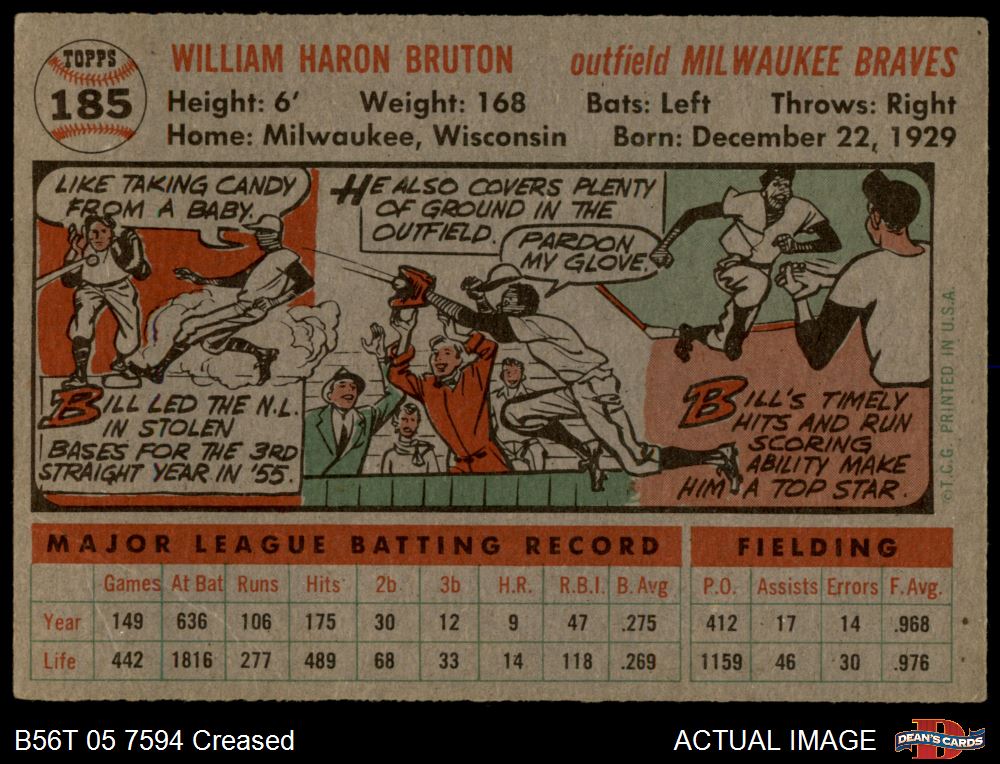 TOPPS
185
WILLIAM HARON BRUTON outfield MILWAUKEE BRAVES
Height: 6' Weight: 168 Bats: Left Throws: Right
Home: Milwaukee, Wisconsin Born: December 22, 1929
LIKE TAKING CANDY
FROM A BABY.
BILL LED THE N.L.
IN STOLEN
BASES FOR THE 3RD
STRAIGHT YEAR IN '55.
HE ALSO COVERS PLENTY
OF GROUND IN THE
OUTFIELD.
PARDON
MY GLOVE.
BILL'S TIMELY
HITS AND RUN
SCORING
ABILITY MAKE
HIM A TOP STAR.
©T.C.G. PRINTED IN U.S.A.
MAJOR LEAGUE BATTING RECORD FIELDING
Games At Bat Runs Hits 2b 3b H.R. R.B.I. B. Avg P.O. Assists Errors F. Avg.
Year 149 636 106 175 30 12 9 47 .275 412 17 14 .968
Life 442 1816 277 489 68 33 14 118 .269 1159 46 30 .976
B56T 05 7594 Creased ACTUAL IMAGE DEAN'S CARDS